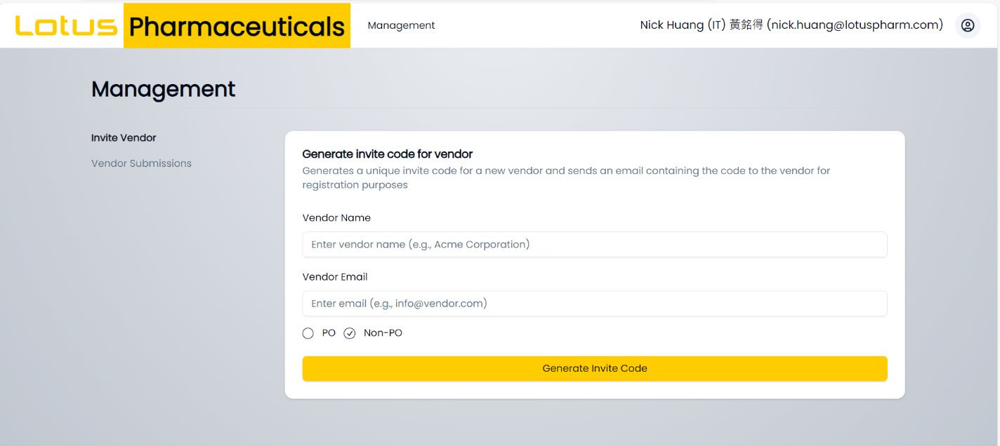 Lotus Pharmaceuticals Management Nick Huang (IT) 黃銘得 (nick.huang@lotuspharm.com)
Management
Invite Vendor
Vendor Submissions
Generate invite code for vendor
Generates a unique invite code for a new vendor and sends an email containing the code to the vendor for
registration purposes
Vendor Name
Enter vendor name (e.g., Acme Corporation)
Vendor Email
Enter email (e.g., info@vendor.com)
PO Non-PO
Generate Invite Code